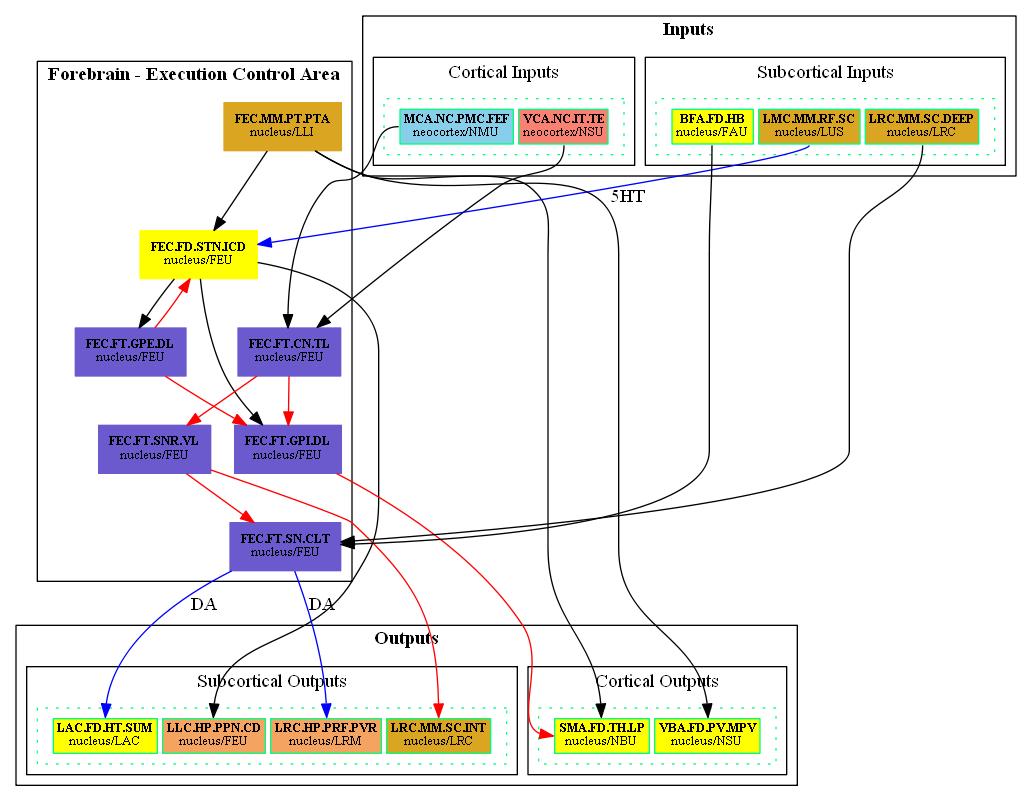 Inputs
Forebrain - Execution Control Area
Cortical Inputs
Subcortical Inputs
FEC.MM.PT.PTA
nucleus/LLI
MCA.NC.PMC.FEF
neocortex/NMU
VCA.NC.IT.TE
neocortex/NSU
BFA.FD.HB
nucleus/FAU
LMC.MM.RF.SC
nucleus/LUS
LRC.MM.SC.DEEP
nucleus/LRC
5HT
FEC.FD.STN.ICD
nucleus/FEU
FEC.FT.GPE.DL
nucleus/FEU
FEC.FT.CN.TL
nucleus/FEU
FEC.FT.SNR.VL
nucleus/FEU
FEC.FT.GPI.DL
nucleus/FEU
FEC.FT.SN.CLT
nucleus/FEU
DA
DA
Outputs
Subcortical Outputs
Cortical Outputs
LAC.FD.HT.SUM
nucleus/LAC
LLC.HP.PPN.CD
nucleus/FEU
LRC.HP.PRF.PVR
nucleus/LRM
LRC.MM.SC.INT
nucleus/LRC
SMA.FD.TH.LP
nucleus/NBU
VBA.FD.PV.MPV
nucleus/NSU